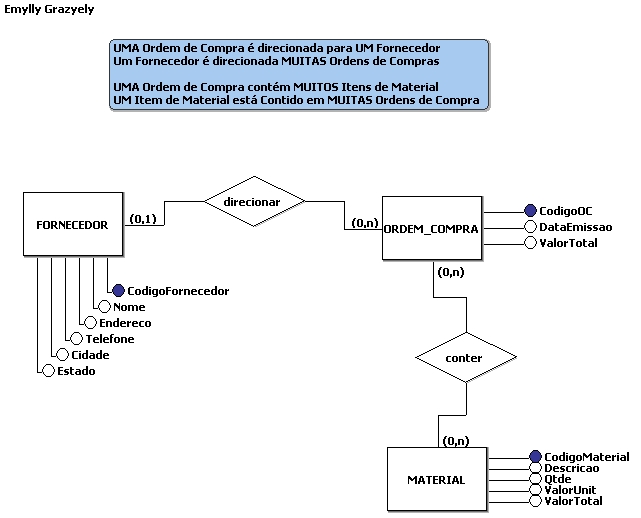 Emylly Grazyely
UMA Ordem de Compra é direcionada para UM Fornecedor
Um Fornecedor é direcionada MUITAS Ordens de Compras
UMA Ordem de Compra contém MUITOS Itens de Material
UM Item de Material está Contido em MUITAS Ordens de Compra
direcionar
FORNECEDOR
(0,1)
(0,n)
ORDEM_COMPRA
CodigoOC
DataEmissao
ValorTotal
(0,n)
CodigoFornecedor
Nome
Endereco
Telefone
Cidade
Estado
conter
(0,n)
MATERIAL
CodigoMaterial
Descricao
Qtde
ValorUnit
ValorTotal